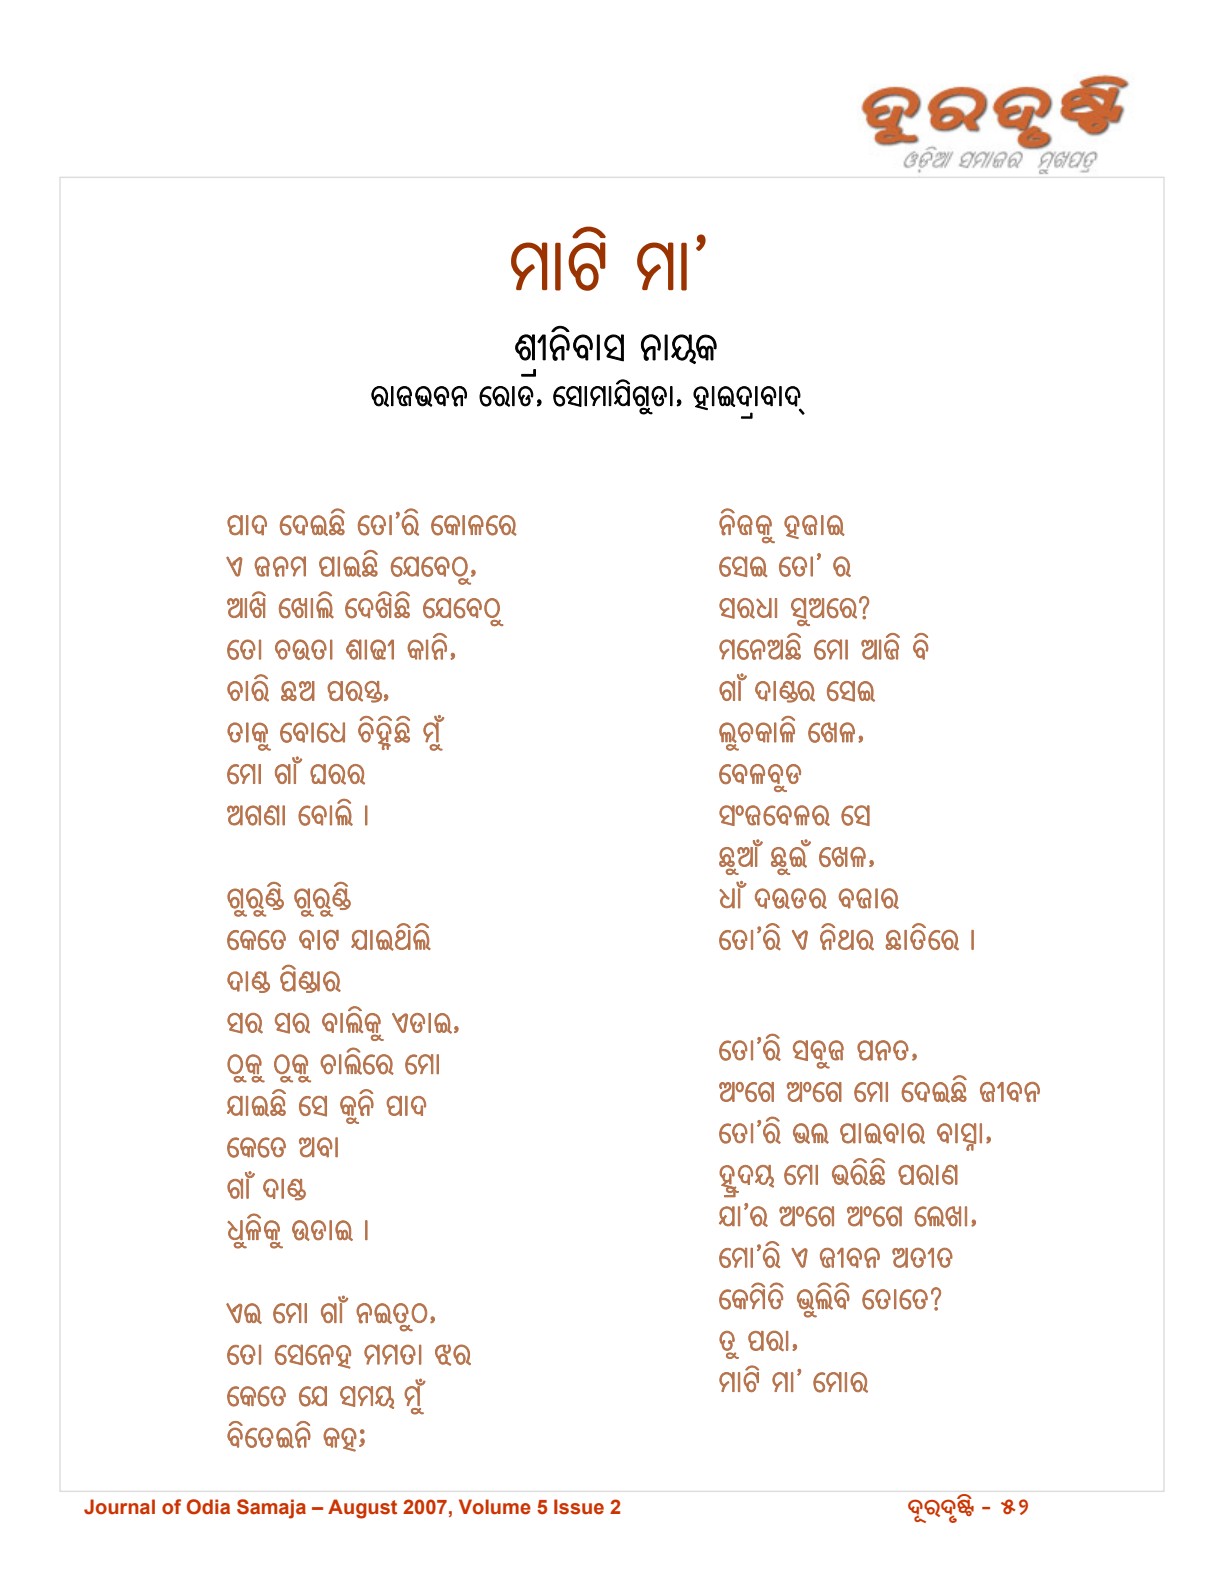 ଦୂରଦୃଷ୍ଟି
ଓଡ଼ିଆ ସମାଜର ମୁଖପତ୍ର
ମାଟି ମା’
ଶ୍ରୀନିବାସ ନାୟକ
ରାଜଭବନ ରୋଡ, ସୋମାଯିଗୁଡା, ହାଇଦ୍ରାବାଦ୍
ପାଦ ଦେଇଛି ତୋ’ରି କୋଳରେ
ଏ ଜନମ ପାଇଛି ଯେବେଠୁ,
ଆଖି ଖୋଲି ଦେଖିଛି ଯେବେଠୁ
ତୋ ଚଉତା ଶାଢୀ କାନି,
ଚାରି ଛଅ ପରସ୍ତ,
ତାକୁ ବୋଧେ ଚିହ୍ନିଛି ମୁଁ
ମୋ ଗାଁ ଘରର
ଅଗଣା ବୋଲି ।
ଗୁରୁଣ୍ଡି ଗୁରୁଣ୍ଡି
କେତେ ବାଟ ଯାଇଥିଲି
ଦାଣ୍ଡ ପିଣ୍ଡାର
ସର ସର ବାଲିକୁ ଏଡାଇ,
ଠୁକୁ ଠୁକୁ ଚାଲିରେ ମୋ
ଯାଇଛି ସେ କୁନି ପାଦ
କେତେ ଅବା
ଗାଁ ଦାଣ୍ଡ
ଧୁଳିକୁ ଉଡାଇ ।
ଏଇ ମୋ ଗାଁ ନଇତୁଠ,
ତୋ ସେନେହ ମମତା ଝର
କେତେ ଯେ ସମୟ ମୁଁ
ବିତେଇନି କହ;
ନିଜକୁ ହଜାଇ
ସେଇ ତୋ’ ର
ସରଧା ସୁଅରେ?
ମନେଅଛି ମୋ ଆଜି ବି
ଗାଁ ଦାଣ୍ଡର ସେଇ
ଲୁଚକାଳି ଖେଳ,
ବେଳବୁଡ
ସଂଜବେଳର ସେ
ଛୁଆଁ ଛୁଇଁ ଖେଳ,
ଧାଁ ଦଉଡର ବଜାର
ତୋ’ରି ଏ ନିଥର ଛାତିରେ ।
ତୋ’ରି ସବୁଜ ପନତ,
ଅଂଗେ ଅଂଗେ ମୋ ଦେଇଛି ଜୀବନ
ତୋ’ରି ଭଲ ପାଇବାର ବାସ୍ନା,
ହୃଦୟ ମୋ ଭରିଛି ପରାଣ
ଯା’ର ଅଂଗେ ଅଂଗେ ଲେଖା,
ମୋ’ରି ଏ ଜୀବନ ଅତୀତ
କେମିତି ଭୁଲିବି ତୋତେ?
ତୁ ପରା,
ମାଟି ମା’ ମୋର
Journal of Odia Samaja – August 2007, Volume 5 Issue 2 ଦୂରଦୃଷ୍ଟି - ୫୨